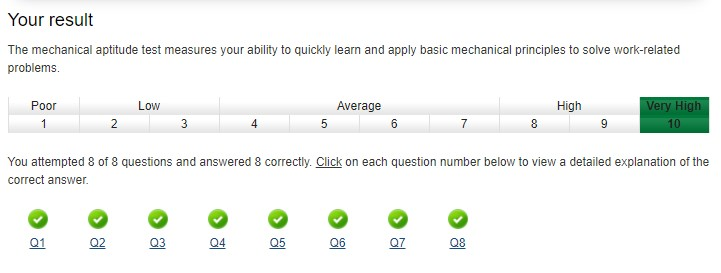 Your result
The mechanical aptitude test measures your ability to quickly learn and apply basic mechanical principles to solve work-related
problems.
Poor Low Average High Very High
1 2 3 4 5 6 7 8 9 10
You attempted 8 of 8 questions and answered 8 correctly. Click on each question number below to view a detailed explanation of the
correct answer.
Q1 Q2 Q3 Q4 Q5 Q6 Q7 Q8